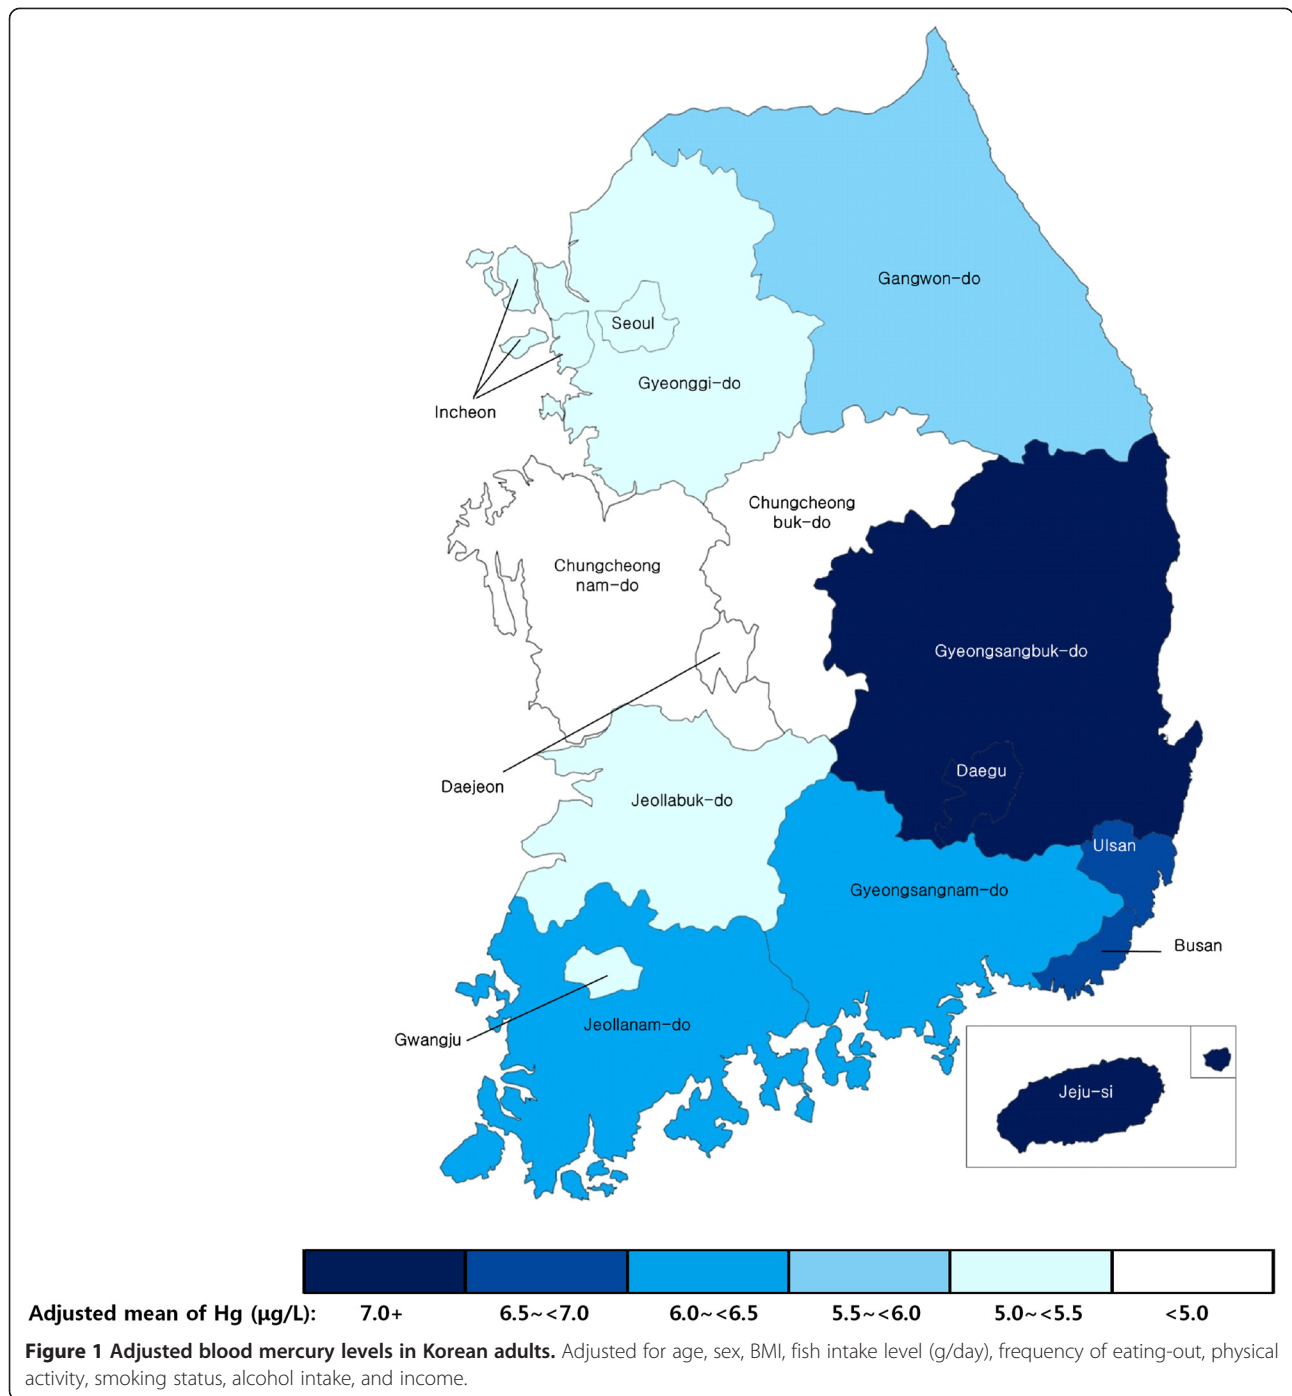 Gangwon-do
Seoul
Gyeonggi-do
Incheon
Chungcheong
buk-do
Chungcheong
nam-do
Gyeongsangbuk-do
Daegu
Daejeon
Jeollabuk-do
Ulsan
Gyeongsangnam-do
Busan
Jeollanam-do
Gwangju
Jeju-si
Adjusted mean of Hg (µg/L): 7.0+ 6.5~<7.0 6.0~<6.5 5.5~<6.0 5.0~<5.5 <5.0
Figure 1 Adjusted blood mercury levels in Korean adults. Adjusted for age, sex, BMI, fish intake level (g/day), frequency of eating-out, physical
activity, smoking status, alcohol intake, and income.